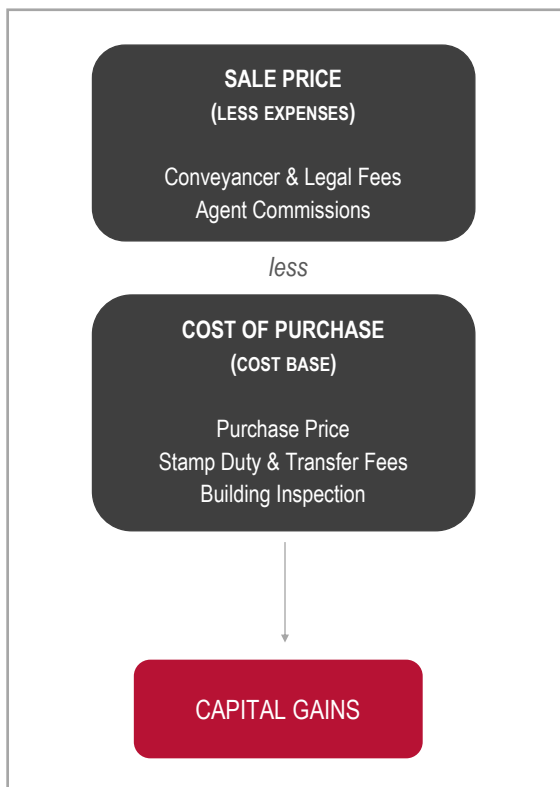 SALE PRICE
(LESS EXPENSES)
Conveyancer & Legal Fees
Agent Commissions
less
COST OF PURCHASE
(COST BASE)
Purchase Price
Stamp Duty & Transfer Fees
Building Inspection
CAPITAL GAINS